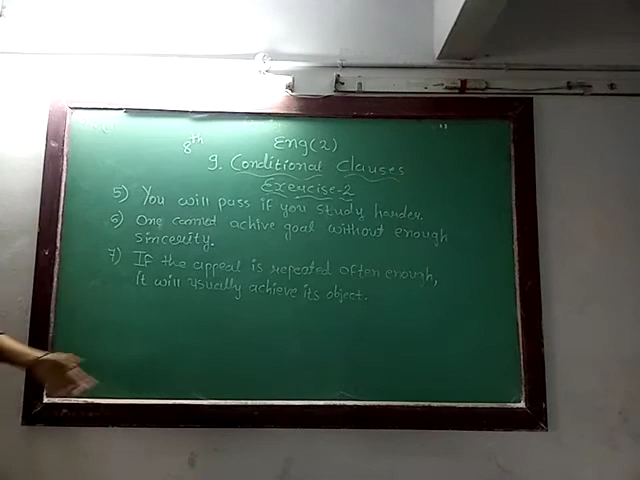 8th Eng(2)
9. Conditional Clauses
Exercise-2
5) You will pass if you study harder.
6) One cannot achive goal without enough
sincerity.
7) If the appeal is repeated often enough,
it will usually achieve its object.